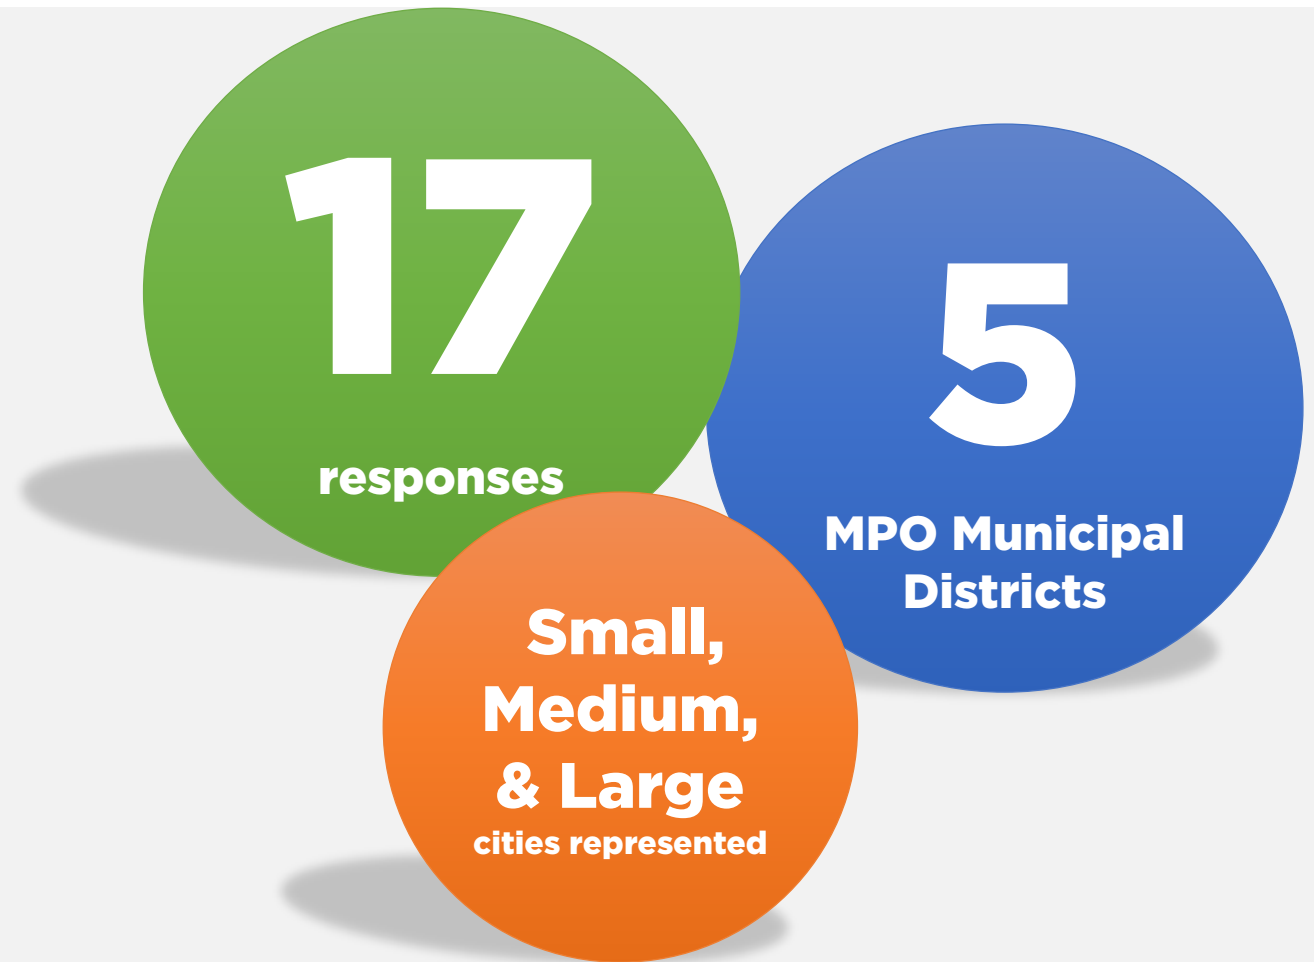 17
responses
5
MPO Municipal
Districts
Small,
Medium,
& Large
cities represented